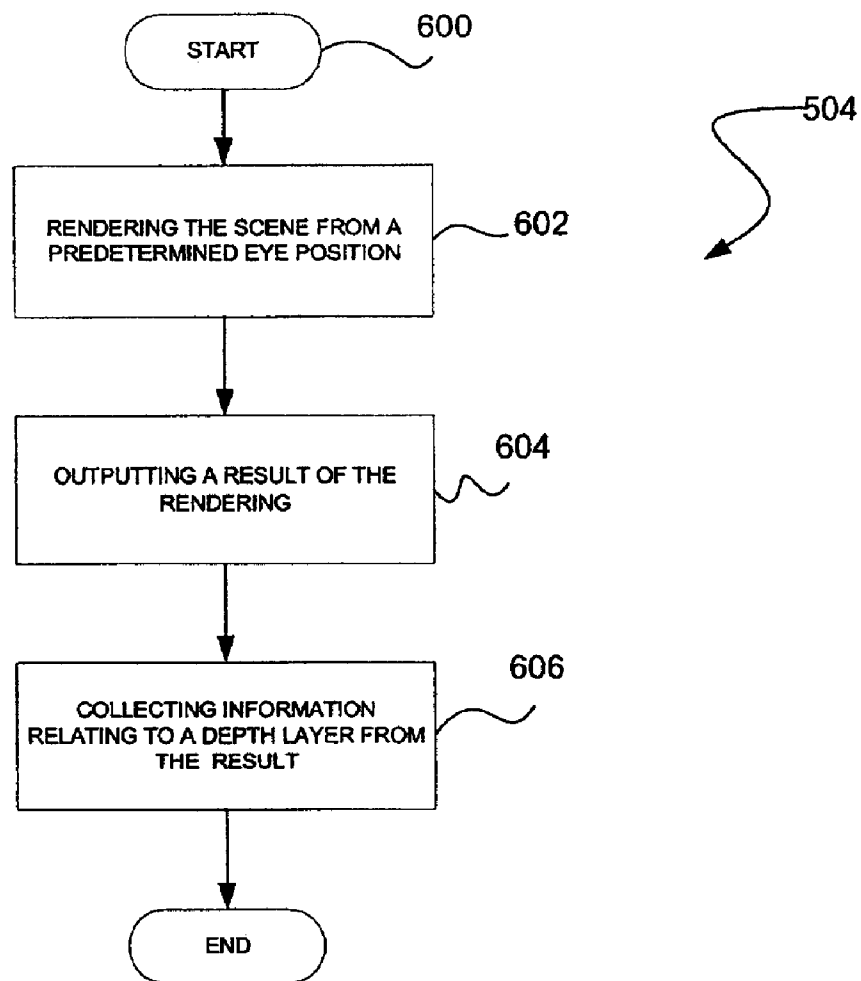 START
600
504
RENDERING THE SCENE FROM A
PREDETERMINED EYE POSITION
602
OUTPUTTING A RESULT OF THE
RENDERING
604
COLLECTING INFORMATION
RELATING TO A DEPTH LAYER FROM
THE RESULT
606
END